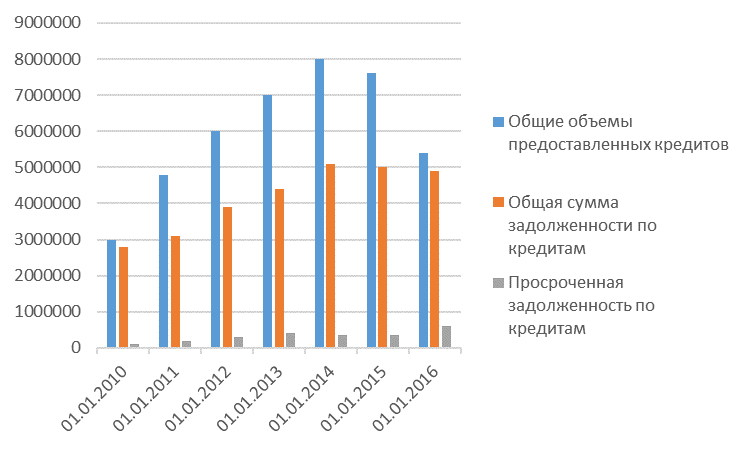 9000000
8000000
7000000
6000000
5000000
4000000
3000000
2000000
1000000
0
01.01.2010
01.01.2011
01.01.2012
01.01.2013
01.01.2014
01.01.2015
01.01.2016
Общие объемы
предоставленных кредитов
Общая сумма
задолженности по
кредитам
Просроченная
задолженность по
кредитам